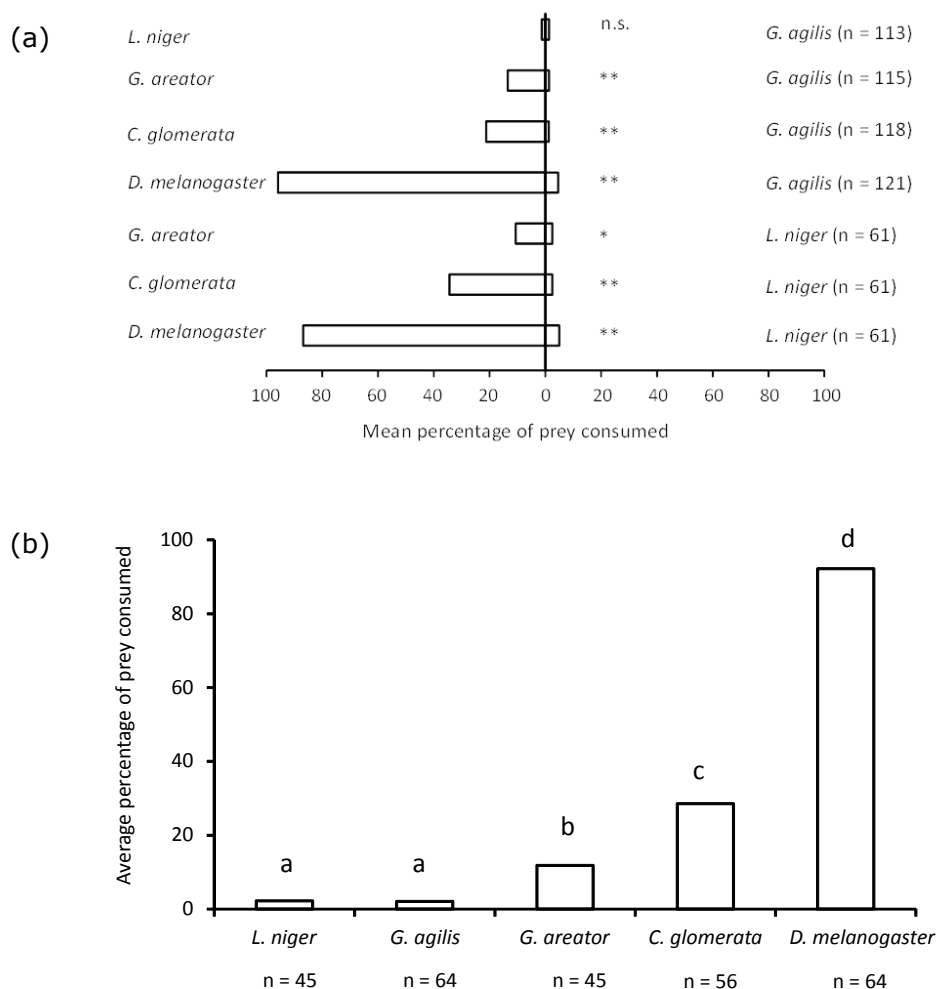 (a)
L. niger n.s. G. agilis (n = 113)
G. areator ** G. agilis (n = 115)
C. glomerata ** G. agilis (n = 118)
D. melanogaster ** G. agilis (n = 121)
G. areator * L. niger (n = 61)
C. glomerata ** L. niger (n = 61)
D. melanogaster ** L. niger (n = 61)
100 80 60 40 20 0 20 40 60 80 100
Mean percentage of prey consumed
(b)
Average percentage of prey consumed
100
80
60
40
20
0
a a b c d
L. niger G. agilis G. areator C. glomerata D. melanogaster
n = 45 n = 64 n = 45 n = 56 n = 64